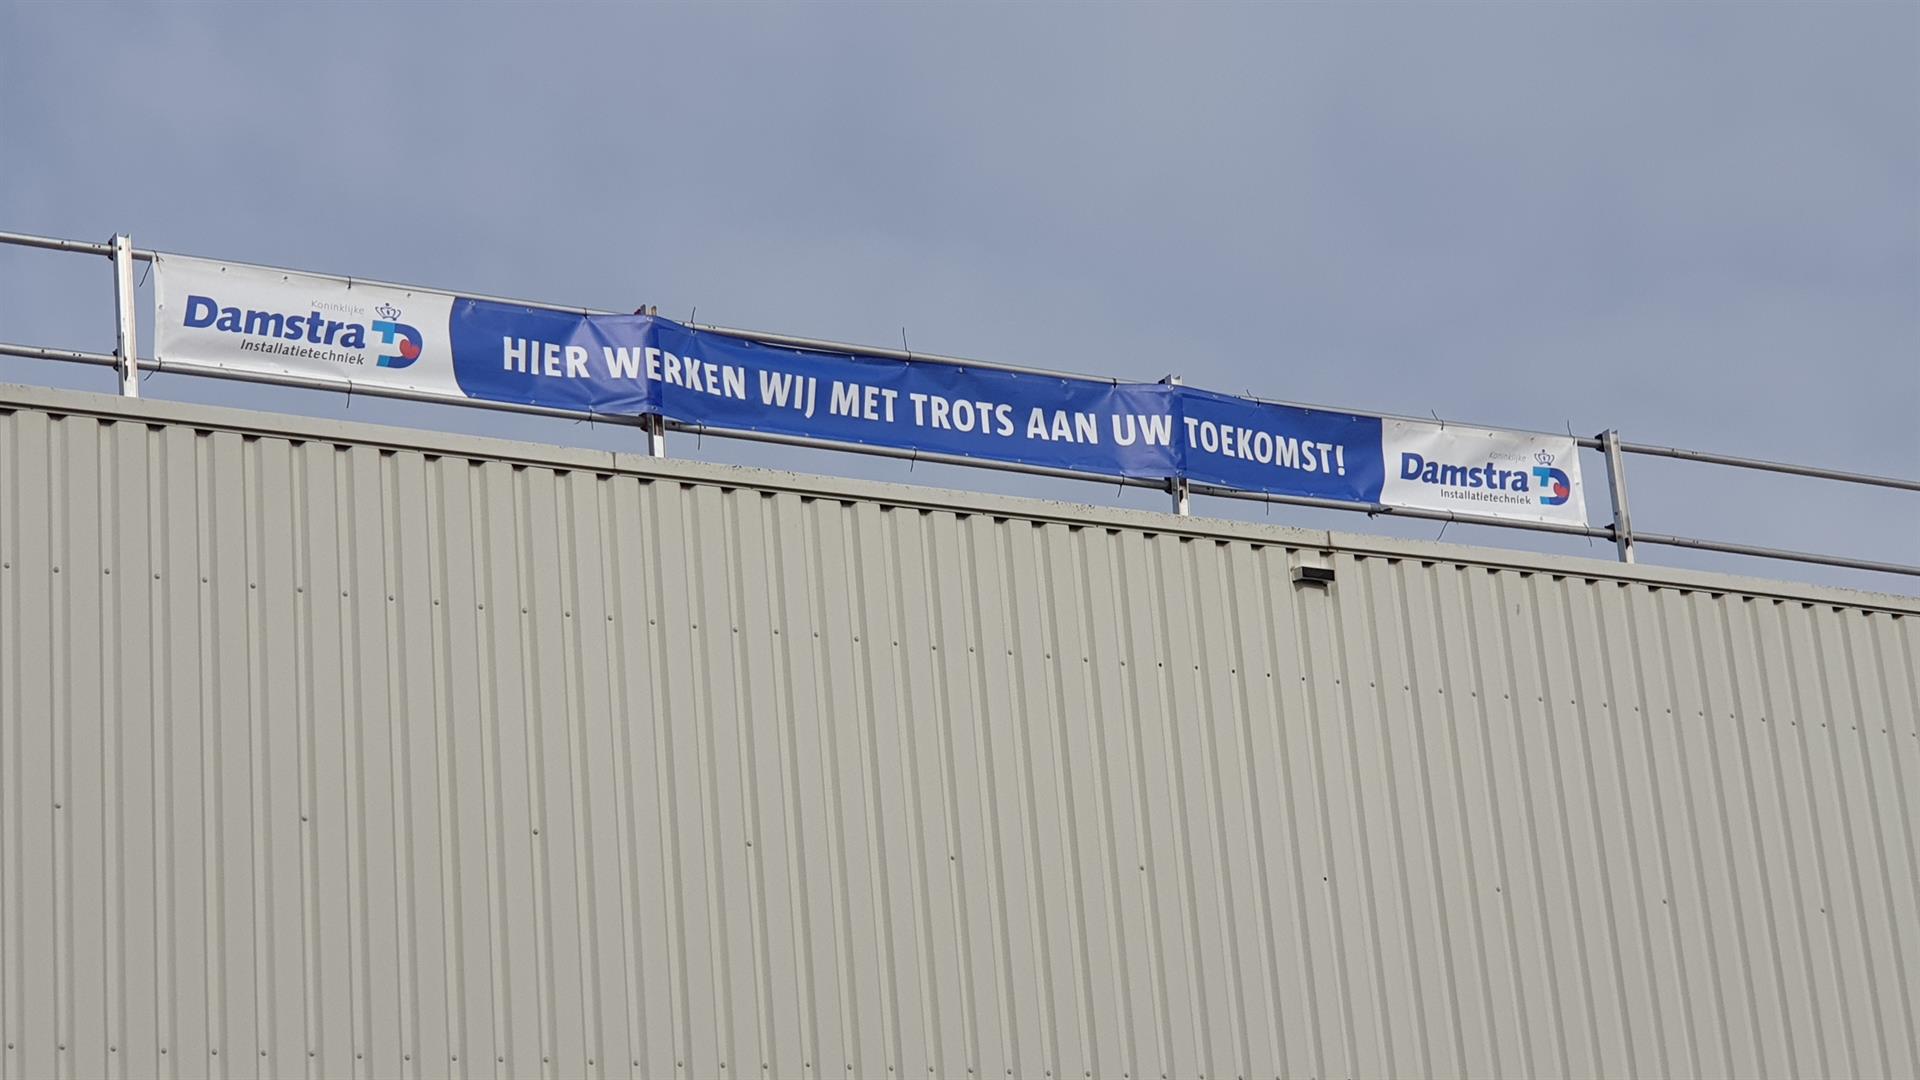 Koninklijke
Damstra
Installatietechniek
HIER WERKEN WIJ MET TROTS AAN UW TOEKOMST!
Koninklijke
Damstra
Installatietechniek